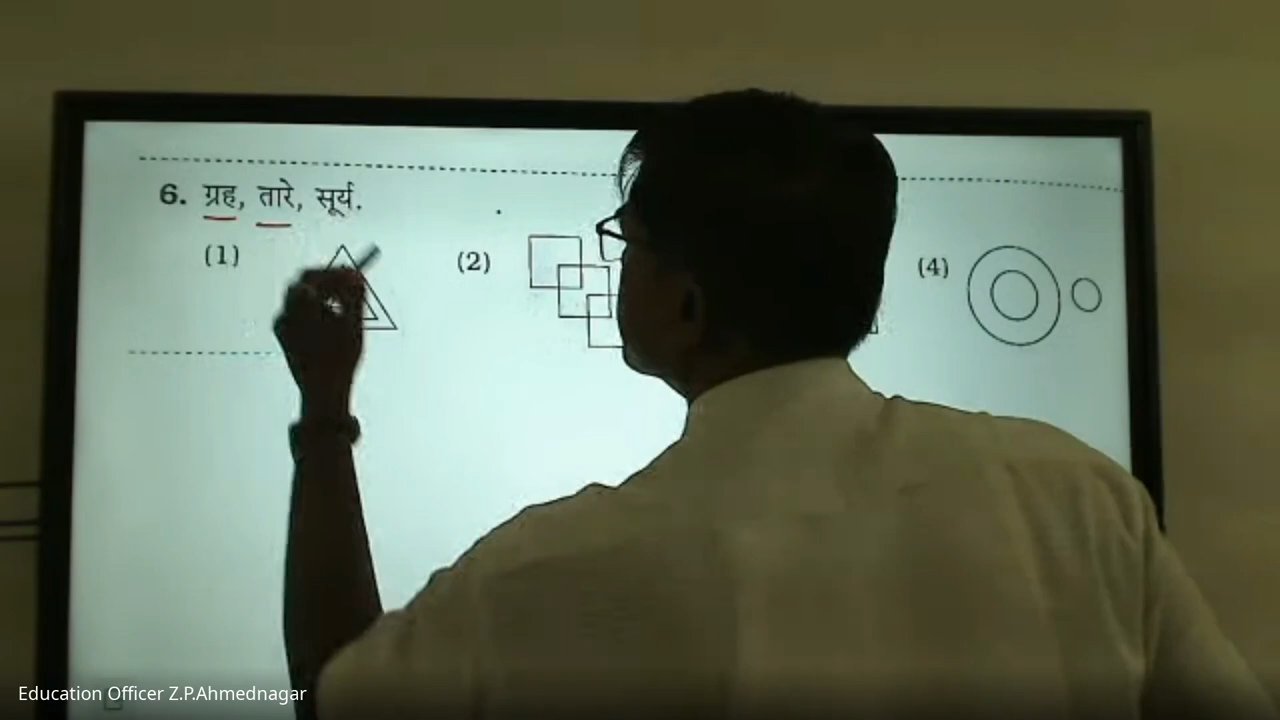 6. ग्रह, तारे, सूर्य.
(1) (2) (4)
Education Officer Z.P.Ahmednagar